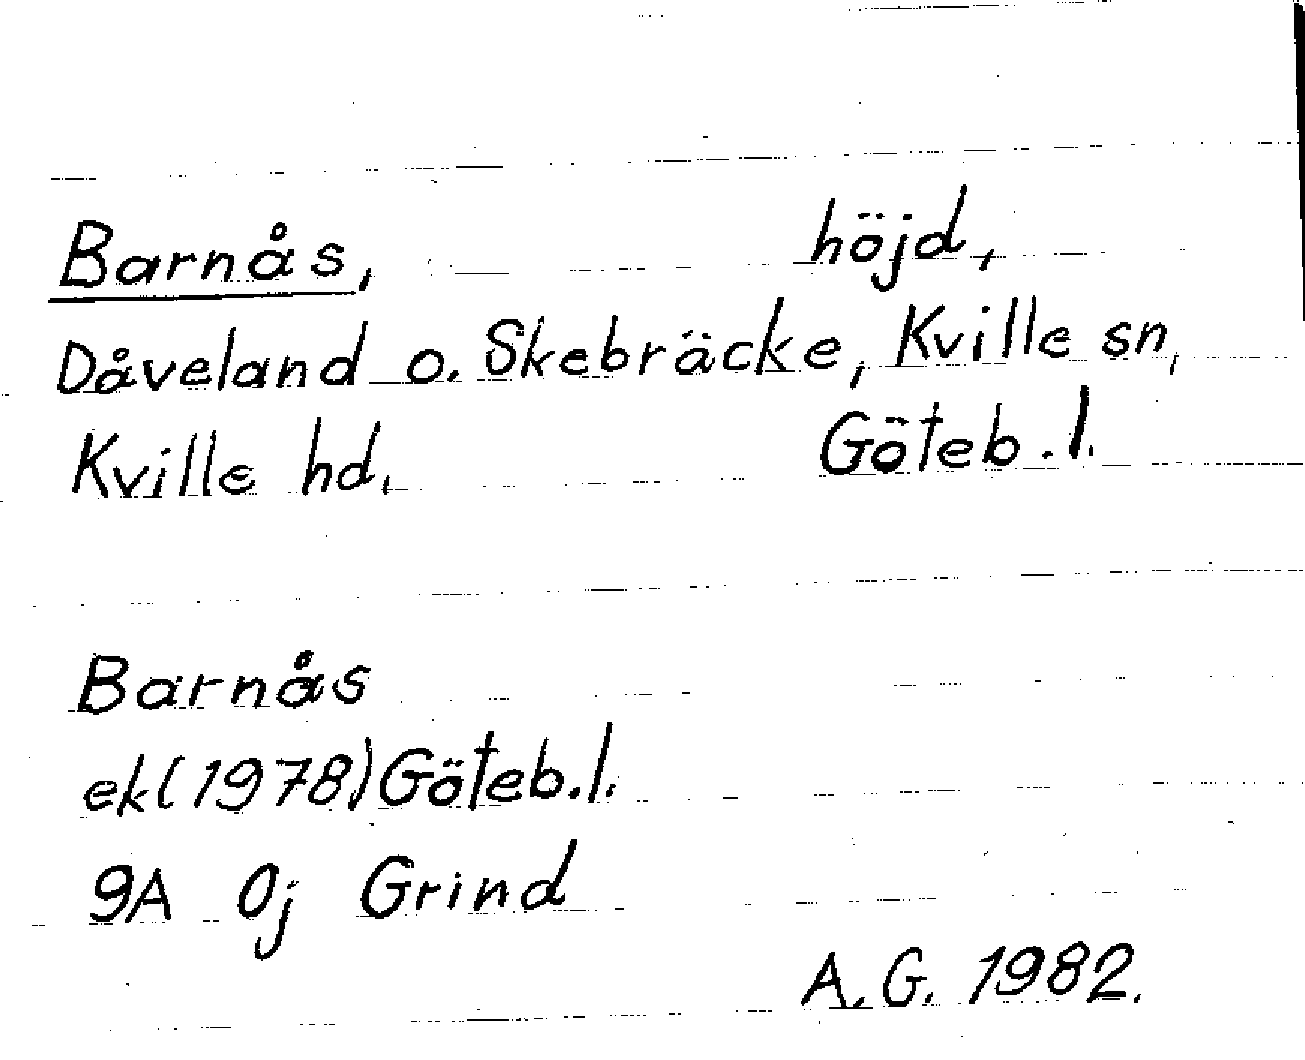 Barnås, höjd,
Dåveland o. Skebräcke, Kville sn,
Kville hd, Göteb.l.
Barnås
ek(1978)Göteb.l.
9A 0j Grind
A.G. 1982.